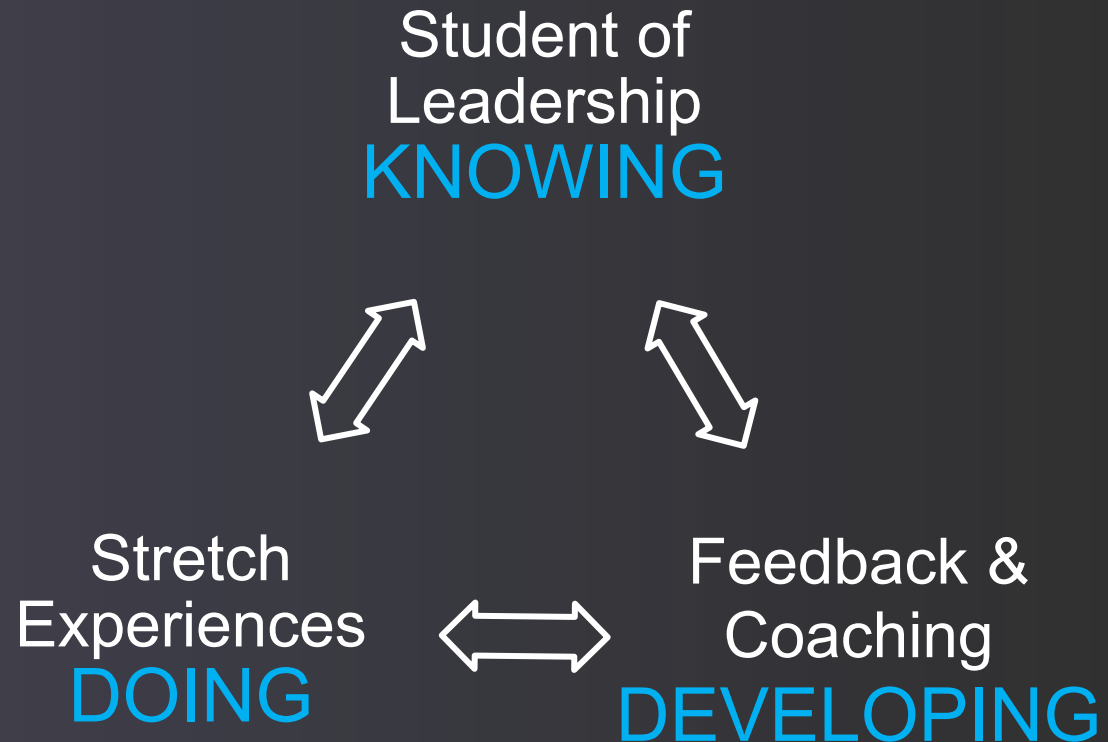 Student of
Leadership
KNOWING
Stretch
Experiences
DOING
Feedback &
Coaching
DEVELOPING